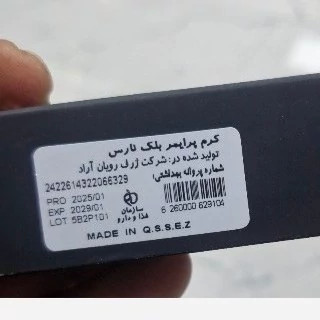 کرم پرایمر بلک نارس
تولید شده در: شرکت ژرف رویان آراد
شماره پروانه بهداشتی:
2422614322066329
PRO 2025/01
EXP 2029/01
LOT 5B2P101
سازمان
غذا و دارو
6 260000 629104
MADE IN Q.S.S.E.Z